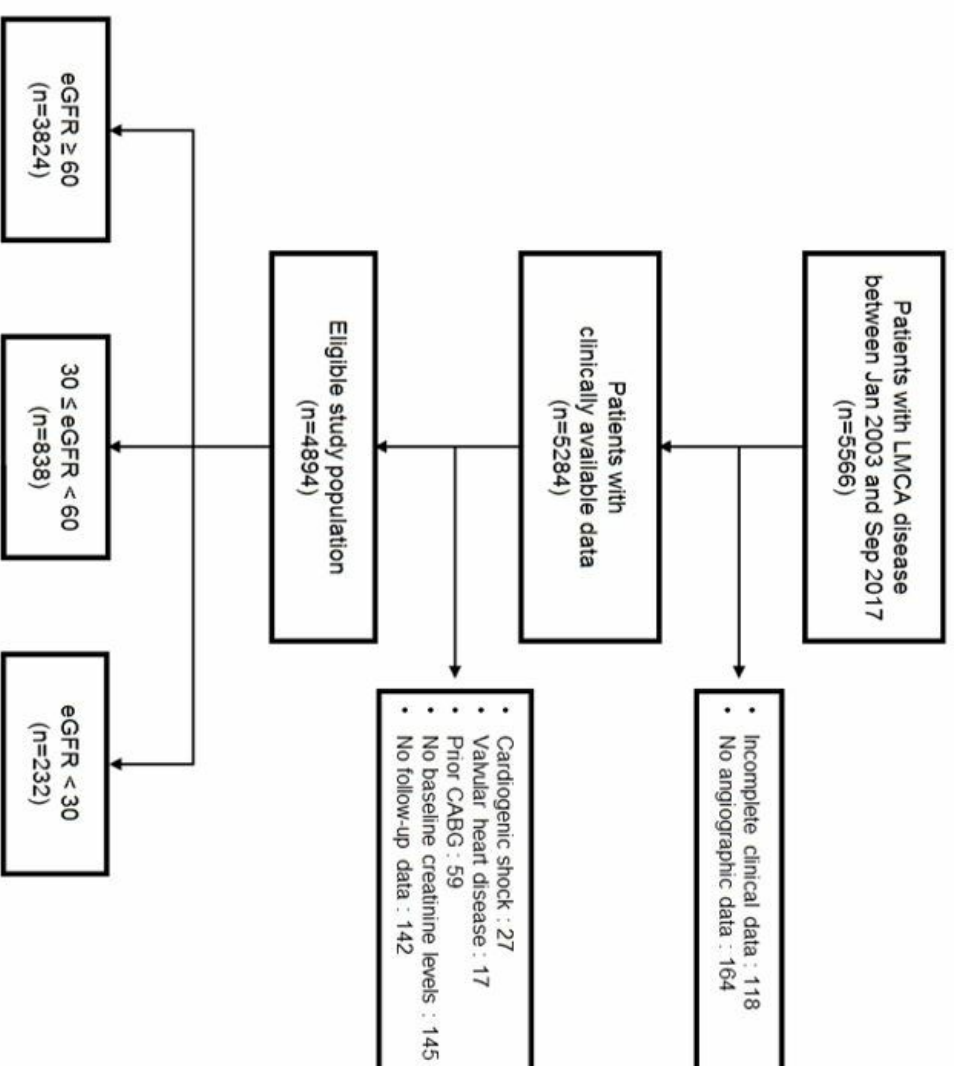 Patients with LMCA disease
between Jan 2003 and Sep 2017
(n=5566)
• Incomplete clinical data : 118
• No angiographic data : 164
Patients with
clinically available data
(n=5284)
• Cardiogenic shock : 27
• Valvular heart disease : 17
• Prior CABG : 59
• No baseline creatinine levels : 145
• No follow-up data : 142
Eligible study population
(n=4894)
eGFR ≥ 60
(n=3824)
30 ≤ eGFR < 60
(n=838)
eGFR < 30
(n=232)